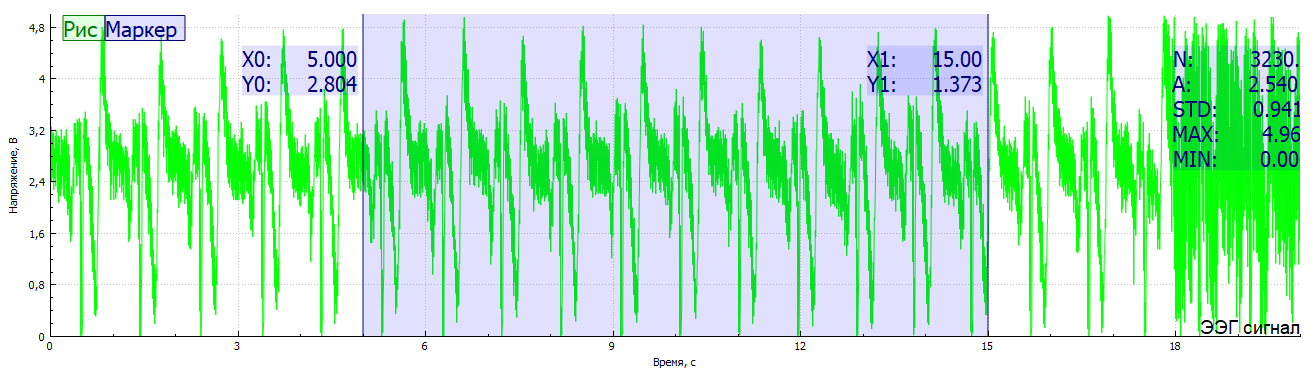 Рис Маркер
X0: 5.000
Y0: 2.804
X1: 15.00
Y1: 1.373
N: 3230.
A: 2.540
STD: 0.941
MAX: 4.96
MIN: 0.00
4,8
4
3,2
2,4
1,6
0,8
0
Напряжение, В
0 3 6 9 12 15 18
Время, с
ЭЭГ сигнал